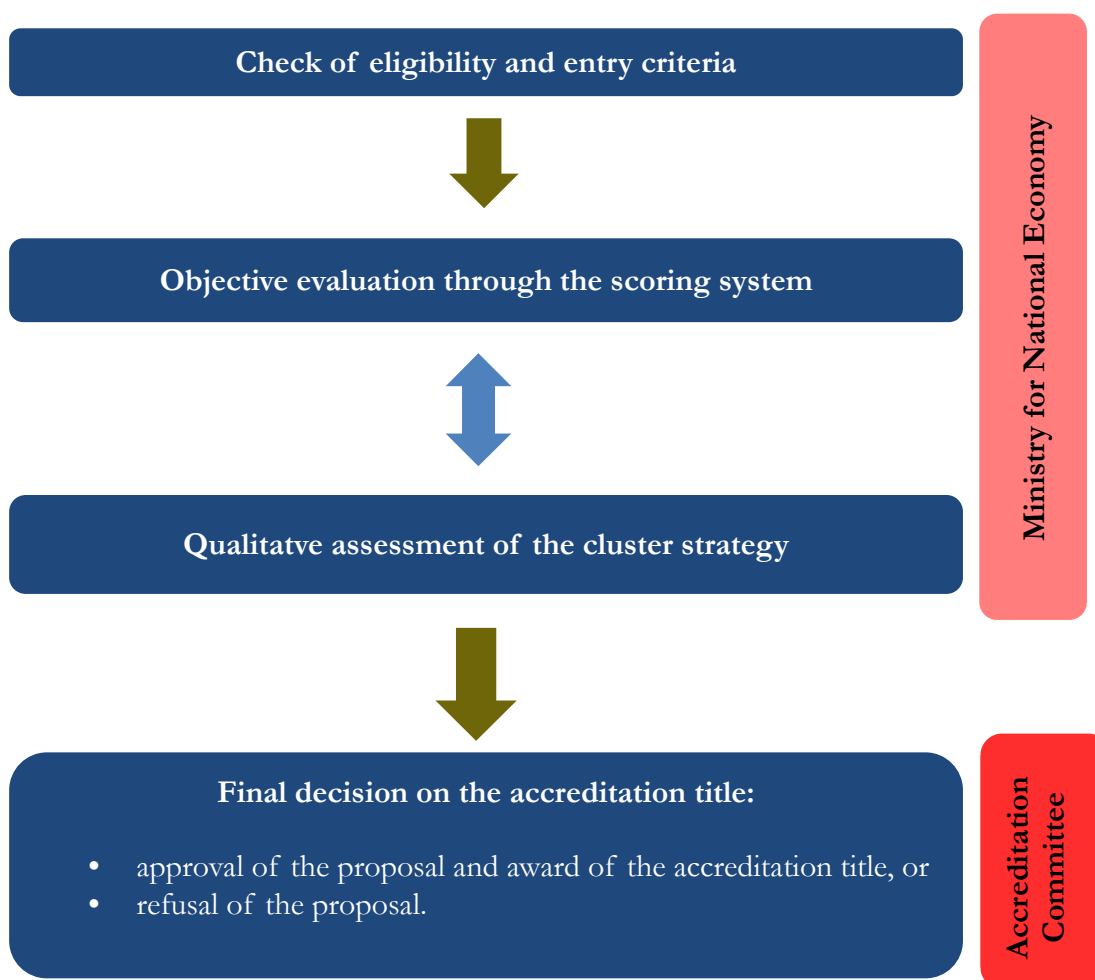 Check of eligibility and entry criteria
Objective evaluation through the scoring system
Qualitatve assessment of the cluster strategy
Ministry for National Economy
Final decision on the accreditation title:
• approval of the proposal and award of the accreditation title, or
• refusal of the proposal.
Accreditation
Committee